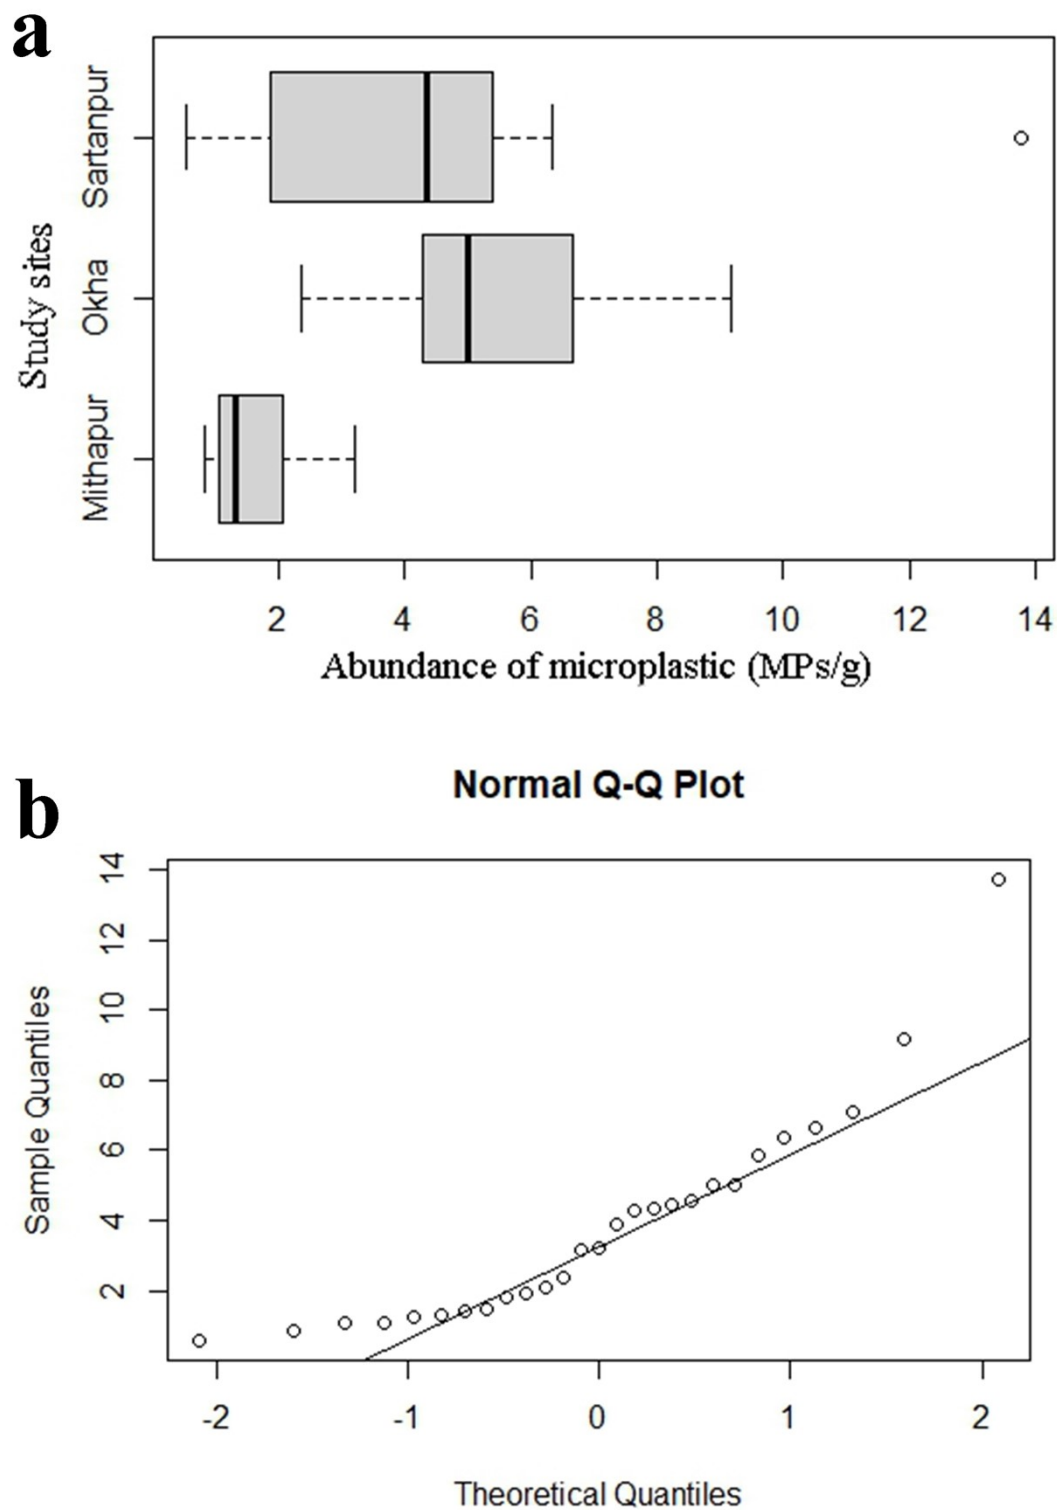 a
Sartanpur
Okha
Mithapur
Study sites
2 4 6 8 10 12 14
Abundance of microplastic (MPs/g)
b
Normal Q-Q Plot
14
12
10
8
6
4
2
Sample Quantiles
-2 -1 0 1 2
Theoretical Quantiles